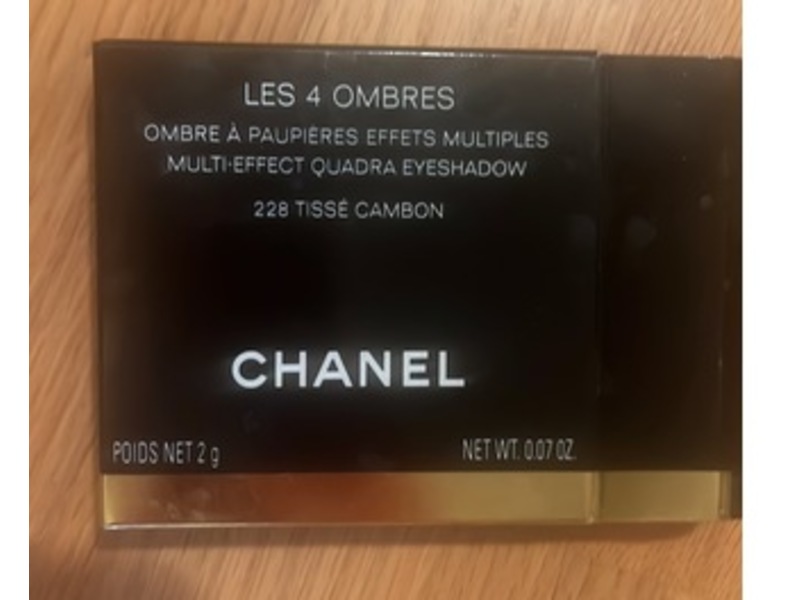 LES 4 OMBRES
OMBRE À PAUPIÈRES EFFETS MULTIPLES
MULTI-EFFECT QUADRA EYESHADOW
228 TISSÉ CAMBON
CHANEL
POIDS NET 2 g NET WT. 0.07 OZ.